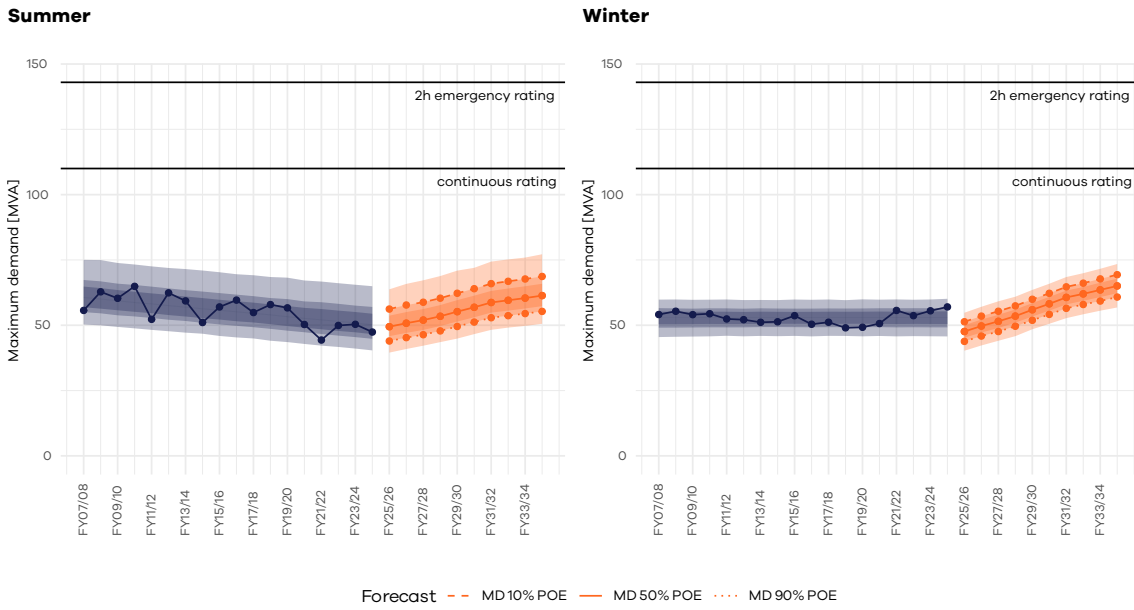 Summer
Winter
Maximum demand [MVA]
150
100
50
0
2h emergency rating
continuous rating
FY07/08
FY09/10
FY11/12
FY13/14
FY15/16
FY17/18
FY19/20
FY21/22
FY23/24
FY25/26
FY27/28
FY29/30
FY31/32
FY33/34
Maximum demand [MVA]
150
100
50
0
2h emergency rating
continuous rating
FY07/08
FY09/10
FY11/12
FY13/14
FY15/16
FY17/18
FY19/20
FY21/22
FY23/24
FY25/26
FY27/28
FY29/30
FY31/32
FY33/34
Forecast MD 10% POE MD 50% POE MD 90% POE